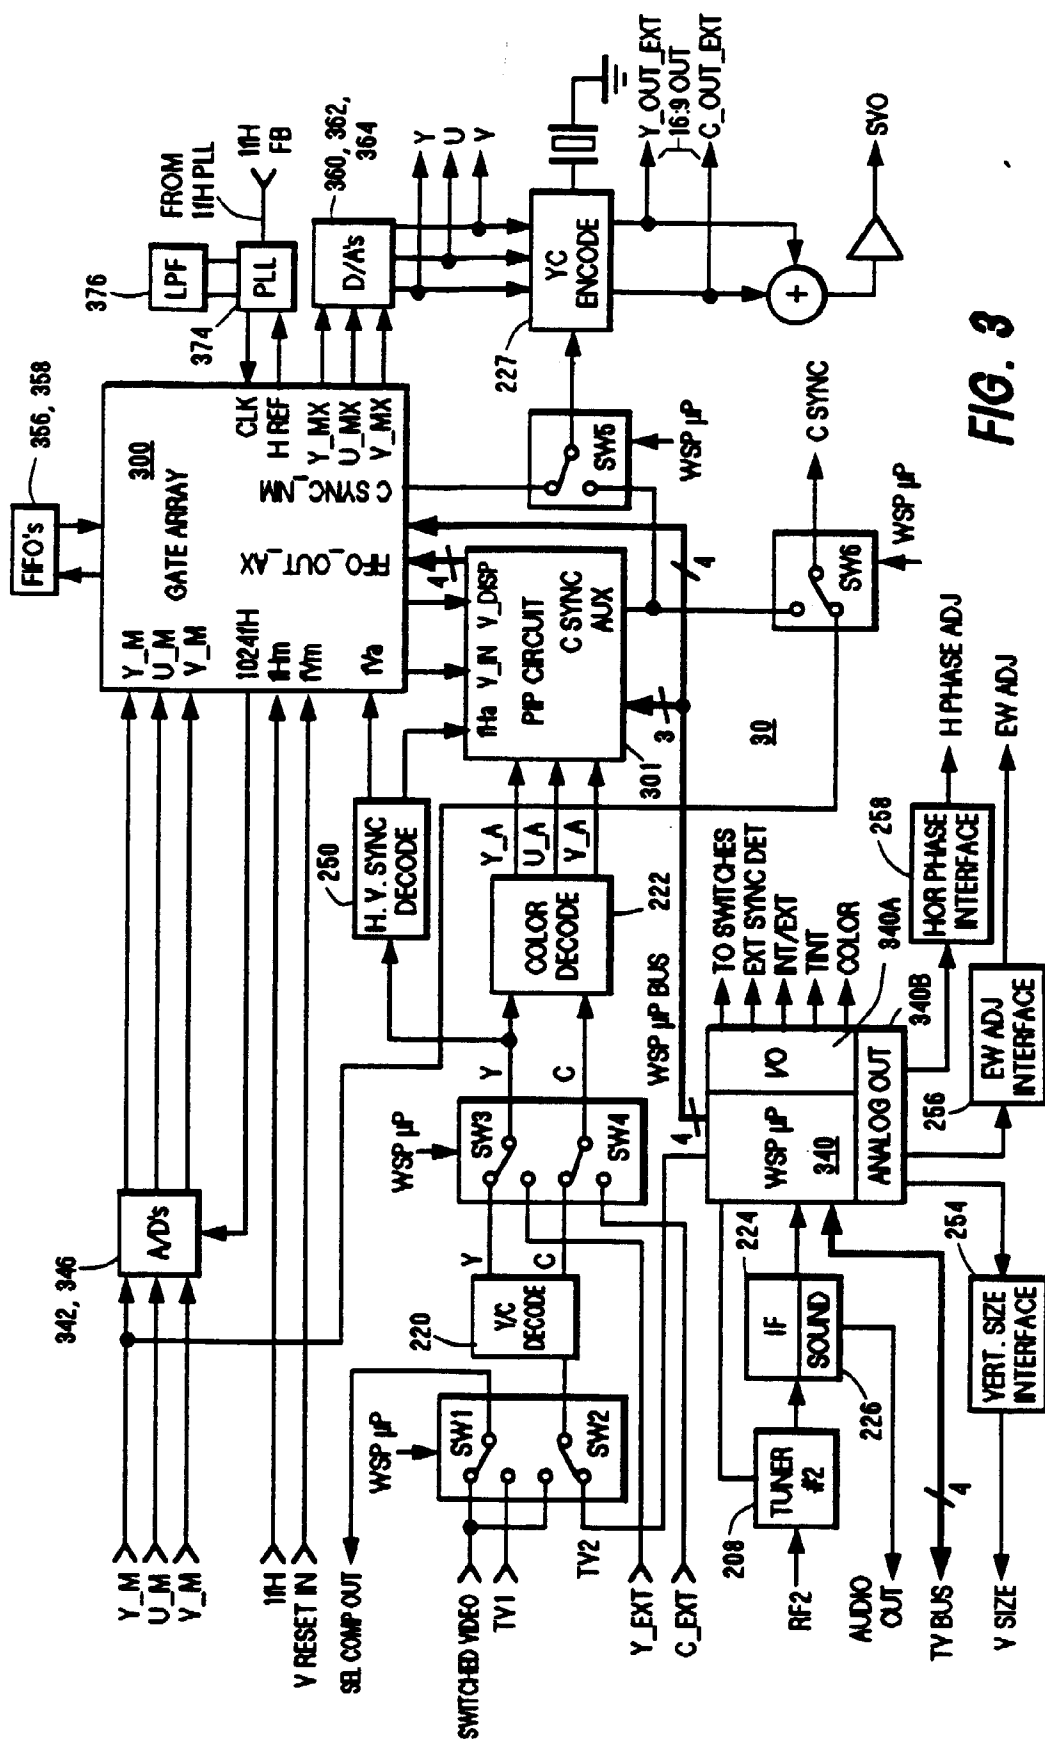 Y_M
U_M
V_M
1fH
V RESET IN
SEL COMP OUT
SWITCHED VIDEO
TV1
TV2
Y_EXT
C_EXT
RF2
AUDIO
OUT
TV BUS
V SIZE
342, 346
A/D's
WSP µP
SW1
SW2
220
Y/C
DECODE
Y
C
WSP µP
SW3
SW4
Y
C
208
TUNER
#2
224
IF
SOUND
226
4
254
VERT. SIZE
INTERFACE
WSP µP
340
I/O
ANALOG OUT
4
WSP µP BUS
TO SWITCHES
EXT SYNC DET
INT/EXT
TINT
COLOR
340A
340B
256
EW ADJ
INTERFACE
258
HOR PHASE
INTERFACE
H PHASE ADJ
EW ADJ
250
H. V. SYNC
DECODE
COLOR
DECODE
222
Y_A
U_A
V_A
fHa
V_IN
V_DISP
PIP CIRCUIT
C SYNC
AUX
301
3
4
4
30
356, 358
FIFO's
Y_M
U_M
V_M
1024fH
fHm
fVm
fVa
GATE ARRAY
300
CLK
H REF
Y_MX
U_MX
V_MX
C SYNC_NM
FIFO_OUT_AX
376
LPF
PLL
374
FROM
1fH PLL
1fH
FB
D/A's
360, 362,
364
Y
U
V
227
YC
ENCODE
SW5
WSP µP
SW6
WSP µP
C SYNC
Y_OUT_EXT
16:9 OUT
C_OUT_EXT
+
SVO
FIG. 3